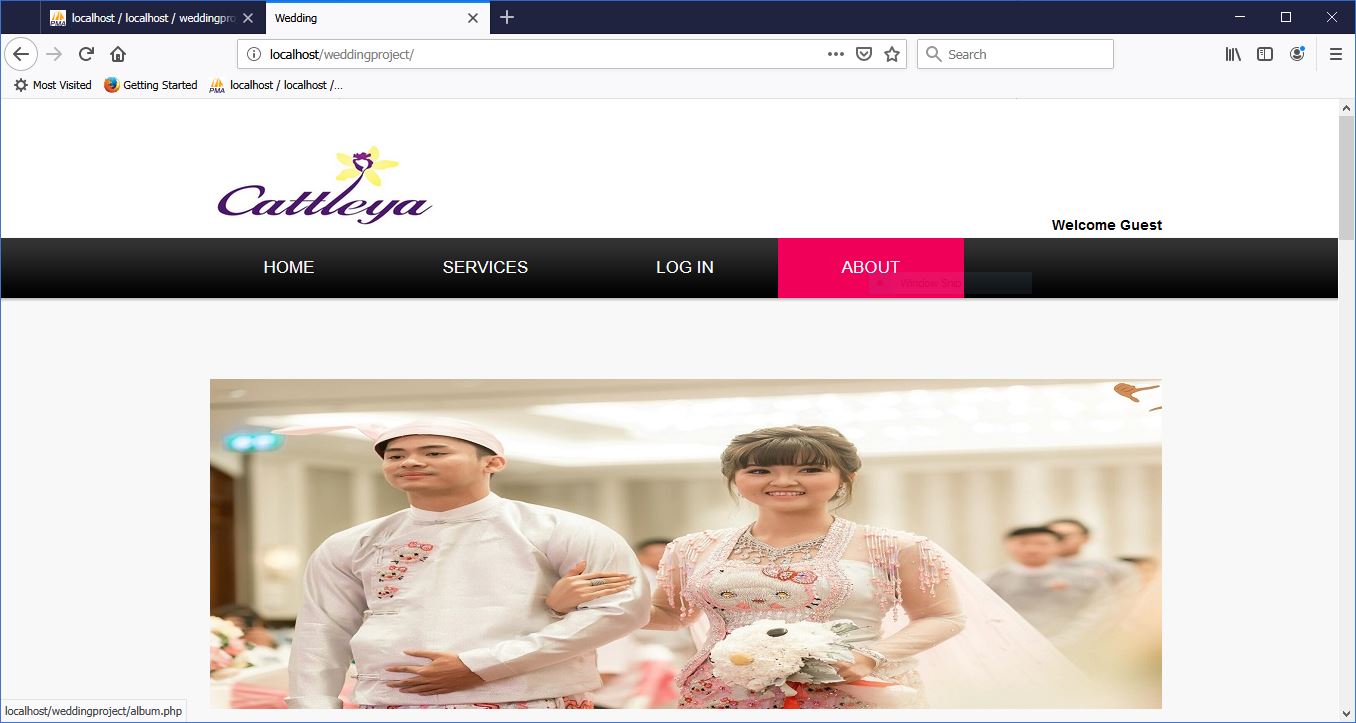 localhost / localhost / weddingpro
Wedding
localhost/weddingproject/
Search
Most Visited
Getting Started
PMA
localhost / localhost /...
Cattleya
Welcome Guest
HOME
SERVICES
LOG IN
ABOUT
Window Snip
localhost/weddingproject/album.php